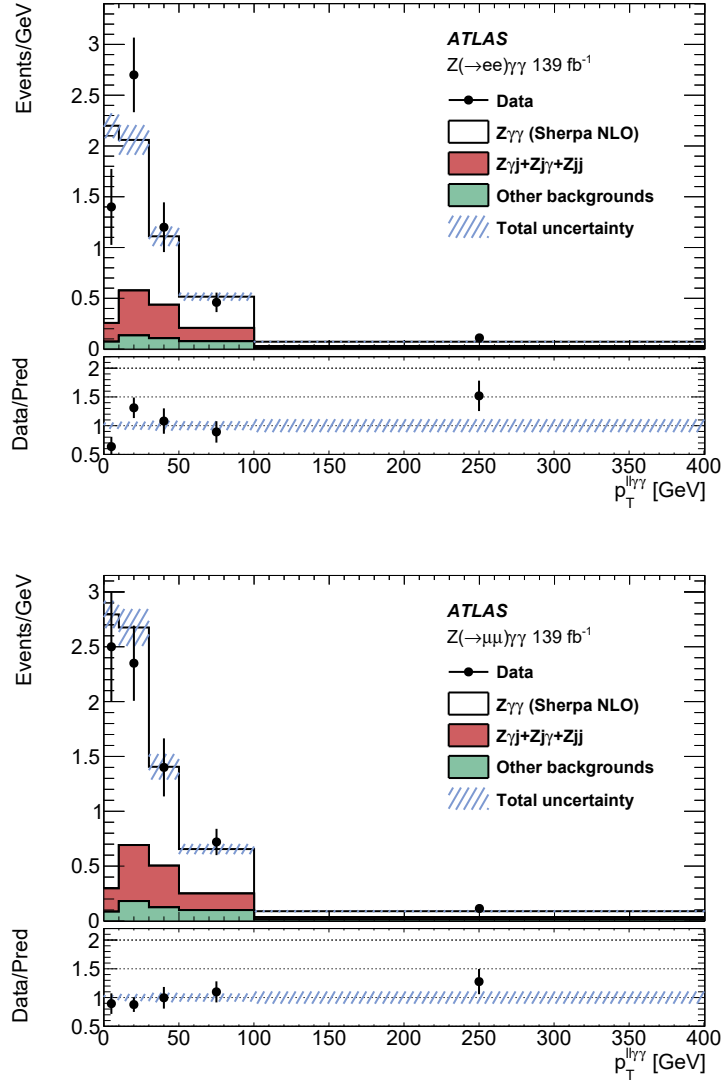 Events/GeV
3
2.5
2
1.5
1
0.5
0
ATLAS
Z(→ee)γγ 139 fb⁻¹
Data
Zγγ (Sherpa NLO)
Zγj+Zjγ+Zjj
Other backgrounds
Total uncertainty
Data/Pred
2
1.5
1
0.5
0 50 100 150 200 250 300 350 400
p_T^{llγγ} [GeV]
Events/GeV
3
2.5
2
1.5
1
0.5
0
ATLAS
Z(→μμ)γγ 139 fb⁻¹
Data
Zγγ (Sherpa NLO)
Zγj+Zjγ+Zjj
Other backgrounds
Total uncertainty
Data/Pred
2
1.5
1
0.5
0 50 100 150 200 250 300 350 400
p_T^{llγγ} [GeV]